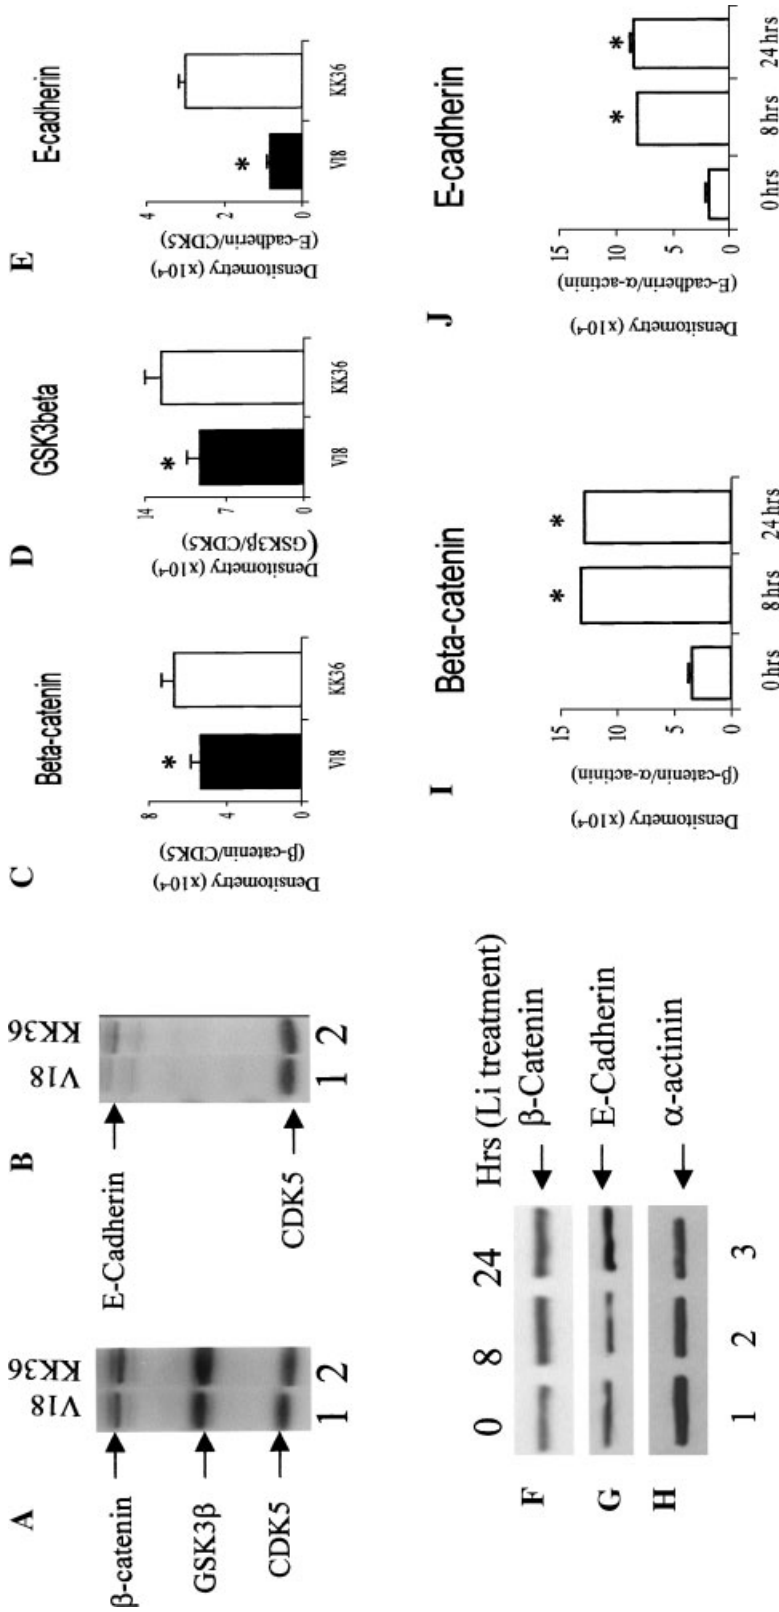 A
V18
KK36
β-catenin
GSK3β
CDK5
1 2
B
V18
KK36
E-Cadherin
CDK5
1 2
C
Beta-catenin
Densitometry (x10-4)
(β-catenin/CDK5)
8
4
0
V18 KK36
D
GSK3beta
Densitometry (x10-4)
(GSK3β/CDK5)
14
7
0
V18 KK36
E
E-cadherin
Densitometry (x10-4)
(E-cadherin/CDK5)
4
2
0
V18 KK36
* * *
0 8 24 Hrs (Li treatment)
F β-Catenin
G E-Cadherin
H α-actinin
1 2 3
I
Beta-catenin
Densitometry (x10-4)
(β-catenin/α-actinin)
15
10
5
0
* *
0 hrs 8 hrs 24 hrs
J
E-cadherin
Densitometry (x10-4)
(E-cadherin/α-actinin)
15
10
5
0
* *
0 hrs 8 hrs 24 hrs